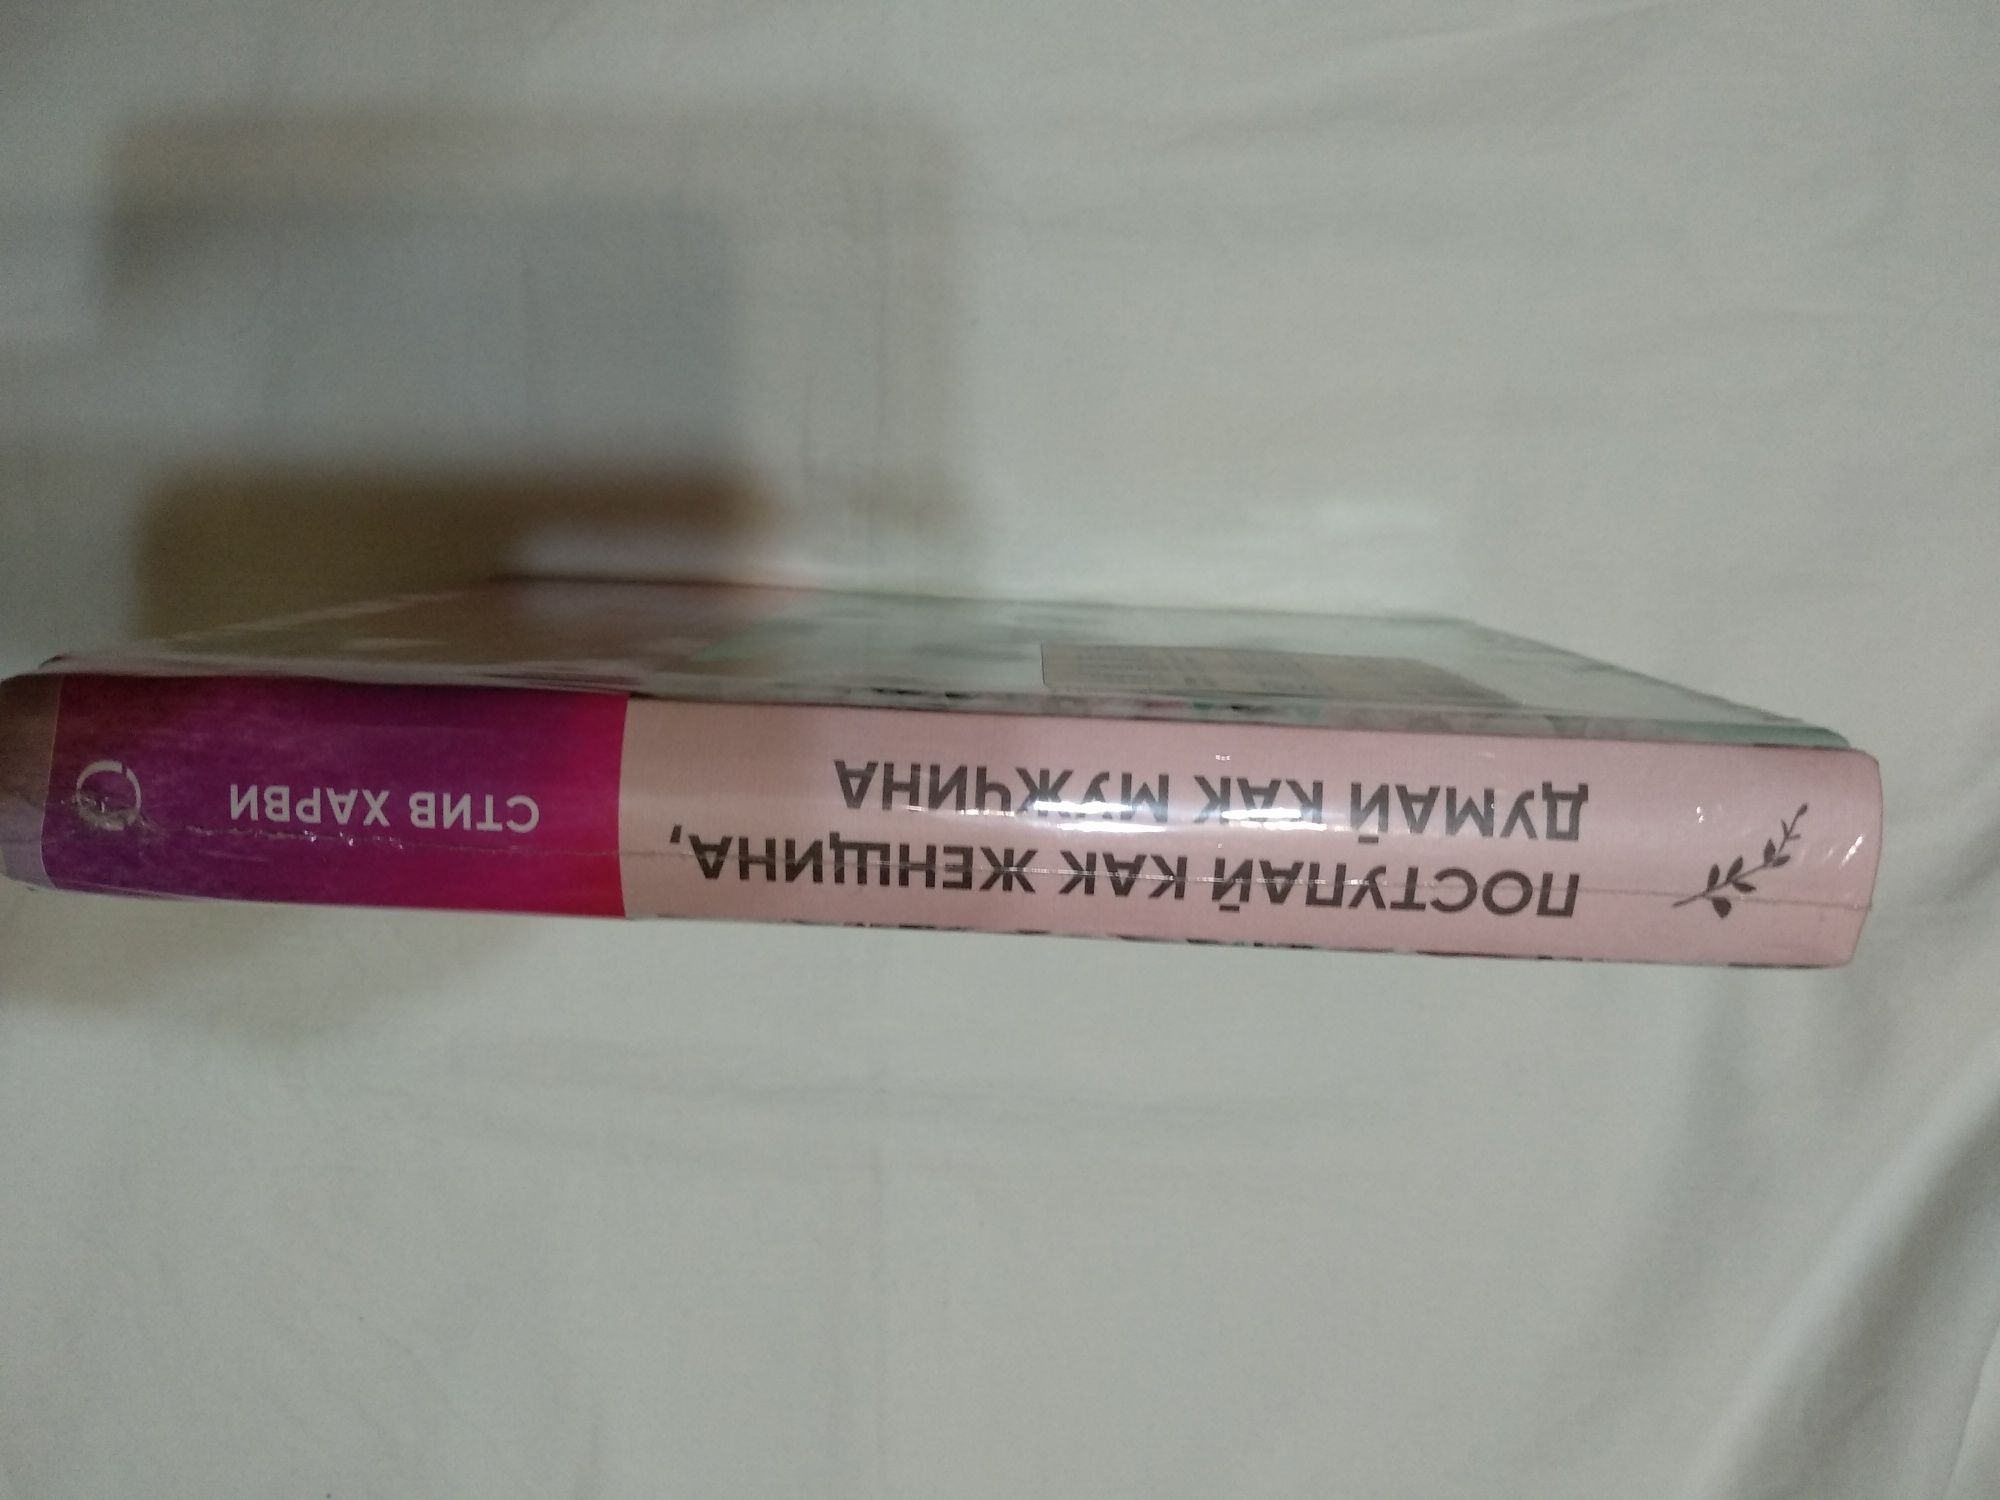 СТИВ ХАРВИ
ПОСТУПАЙ КАК ЖЕНЩИНА,
ДУМАЙ КАК МУЖЧИНА